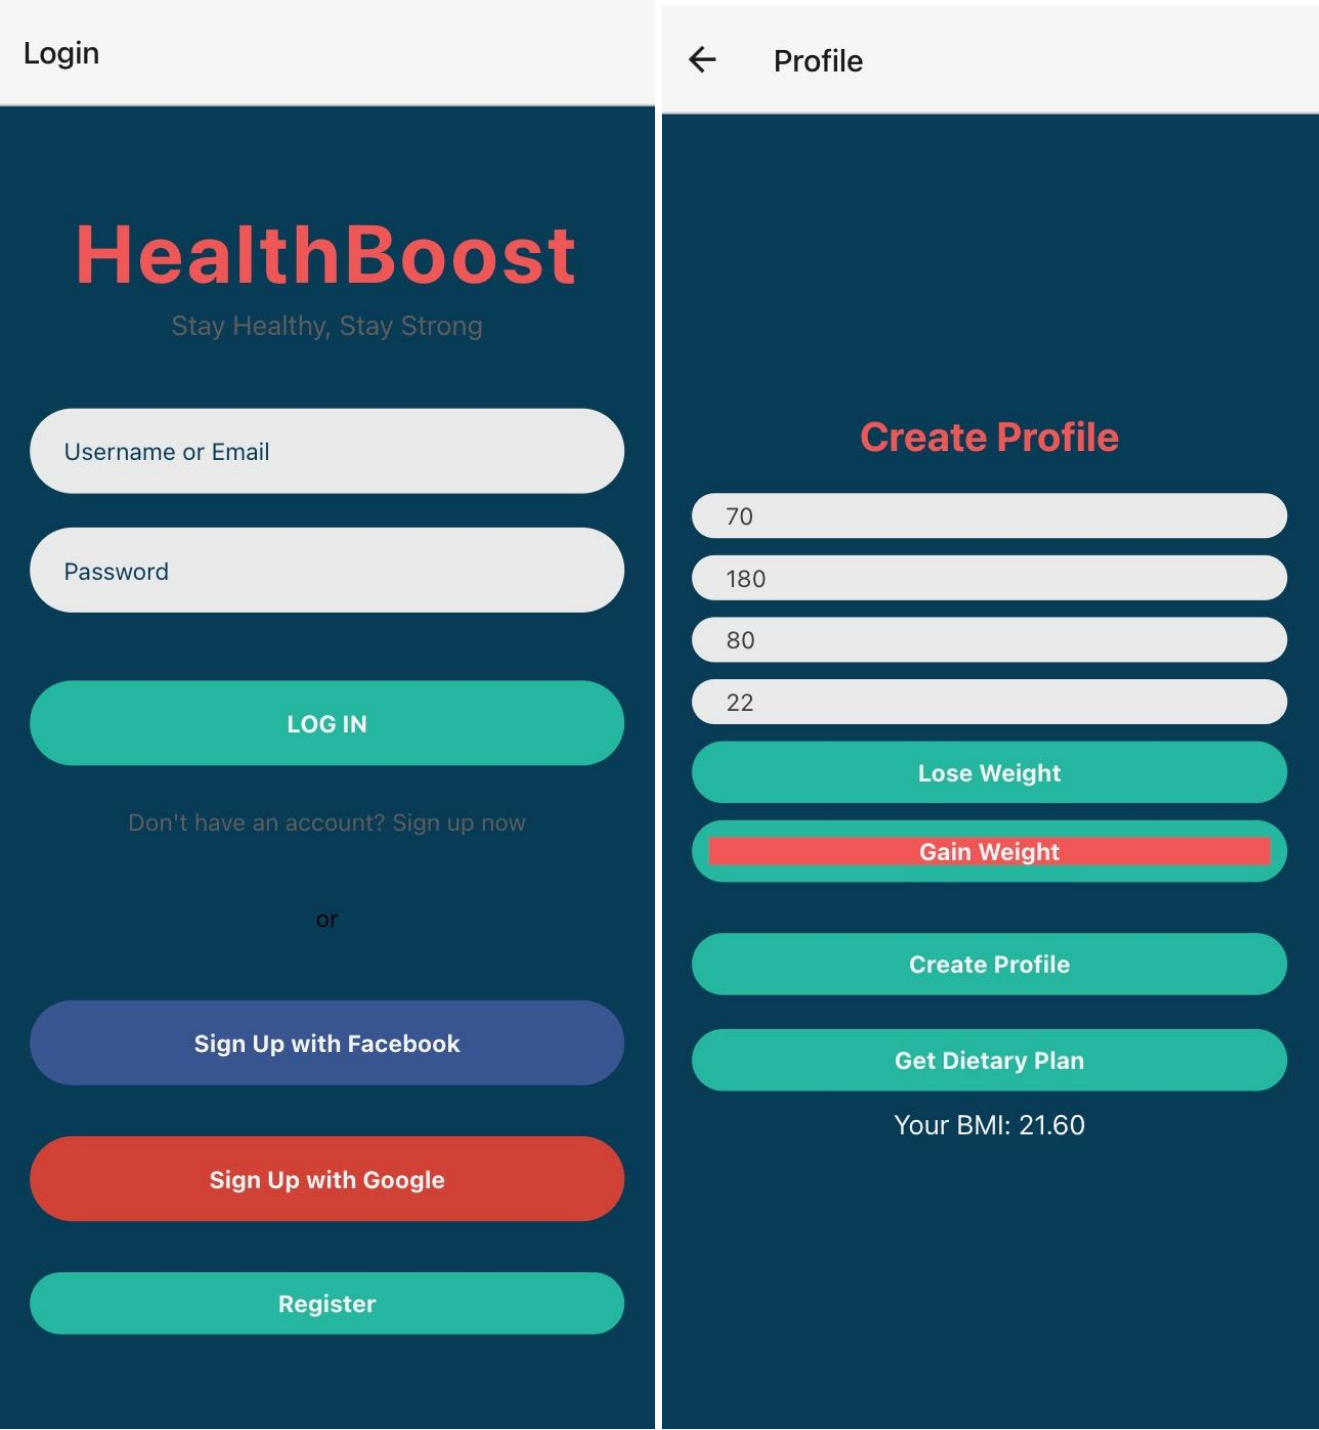 Login
HealthBoost
Stay Healthy, Stay Strong
Username or Email
Password
LOG IN
Don't have an account? Sign up now
or
Sign Up with Facebook
Sign Up with Google
Register
Profile
Create Profile
70
180
80
22
Lose Weight
Gain Weight
Create Profile
Get Dietary Plan
Your BMI: 21.60